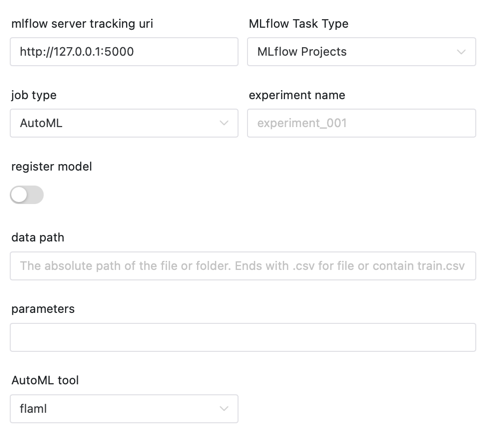 mlflow server tracking uri
MLflow Task Type
http://127.0.0.1:5000
MLflow Projects
job type
experiment name
AutoML
experiment_001
register model
data path
The absolute path of the file or folder. Ends with .csv for file or contain train.csv
parameters
AutoML tool
flaml